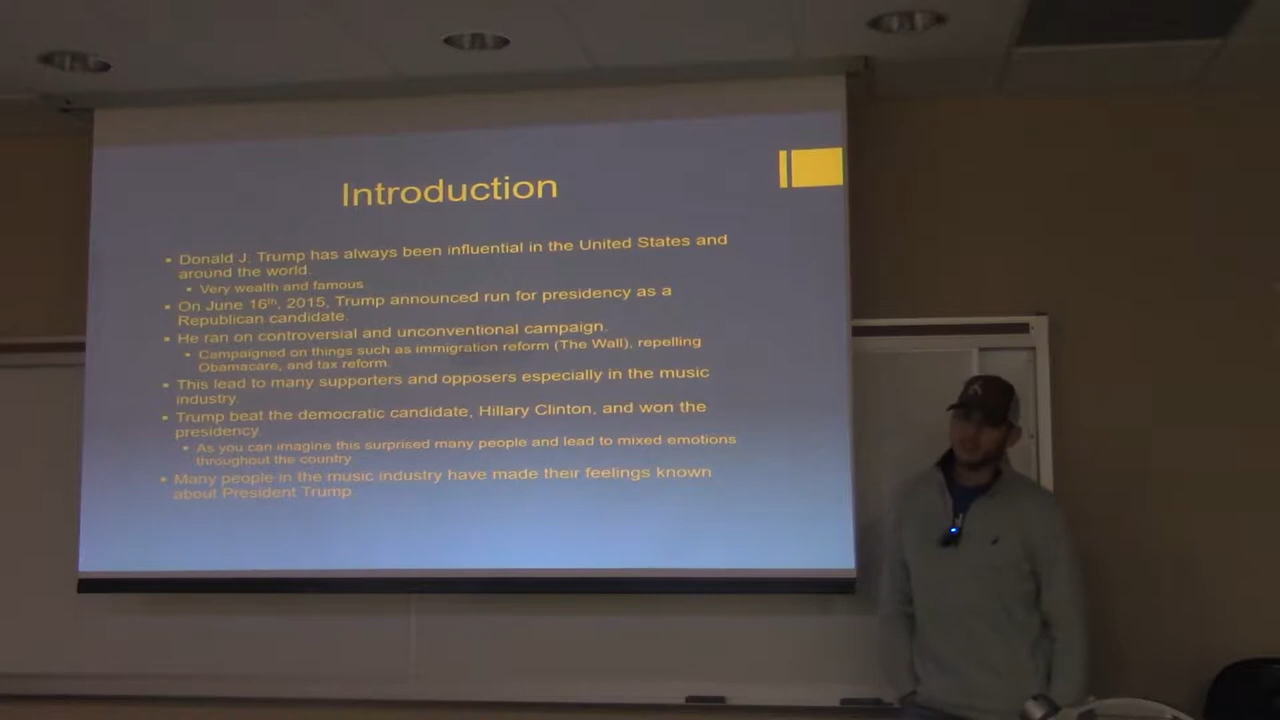 Introduction
▪ Donald J. Trump has always been influential in the United States and
around the world.
▪ Very wealth and famous
▪ On June 16th, 2015, Trump announced run for presidency as a
Republican candidate.
▪ He ran on controversial and unconventional campaign.
▪ Campaigned on things such as immigration reform (The Wall), repelling
Obamacare, and tax reform.
▪ This lead to many supporters and opposers especially in the music
industry.
▪ Trump beat the democratic candidate, Hillary Clinton, and won the
presidency.
▪ As you can imagine this surprised many people and lead to mixed emotions
throughout the country
▪ Many people in the music industry have made their feelings known
about President Trump